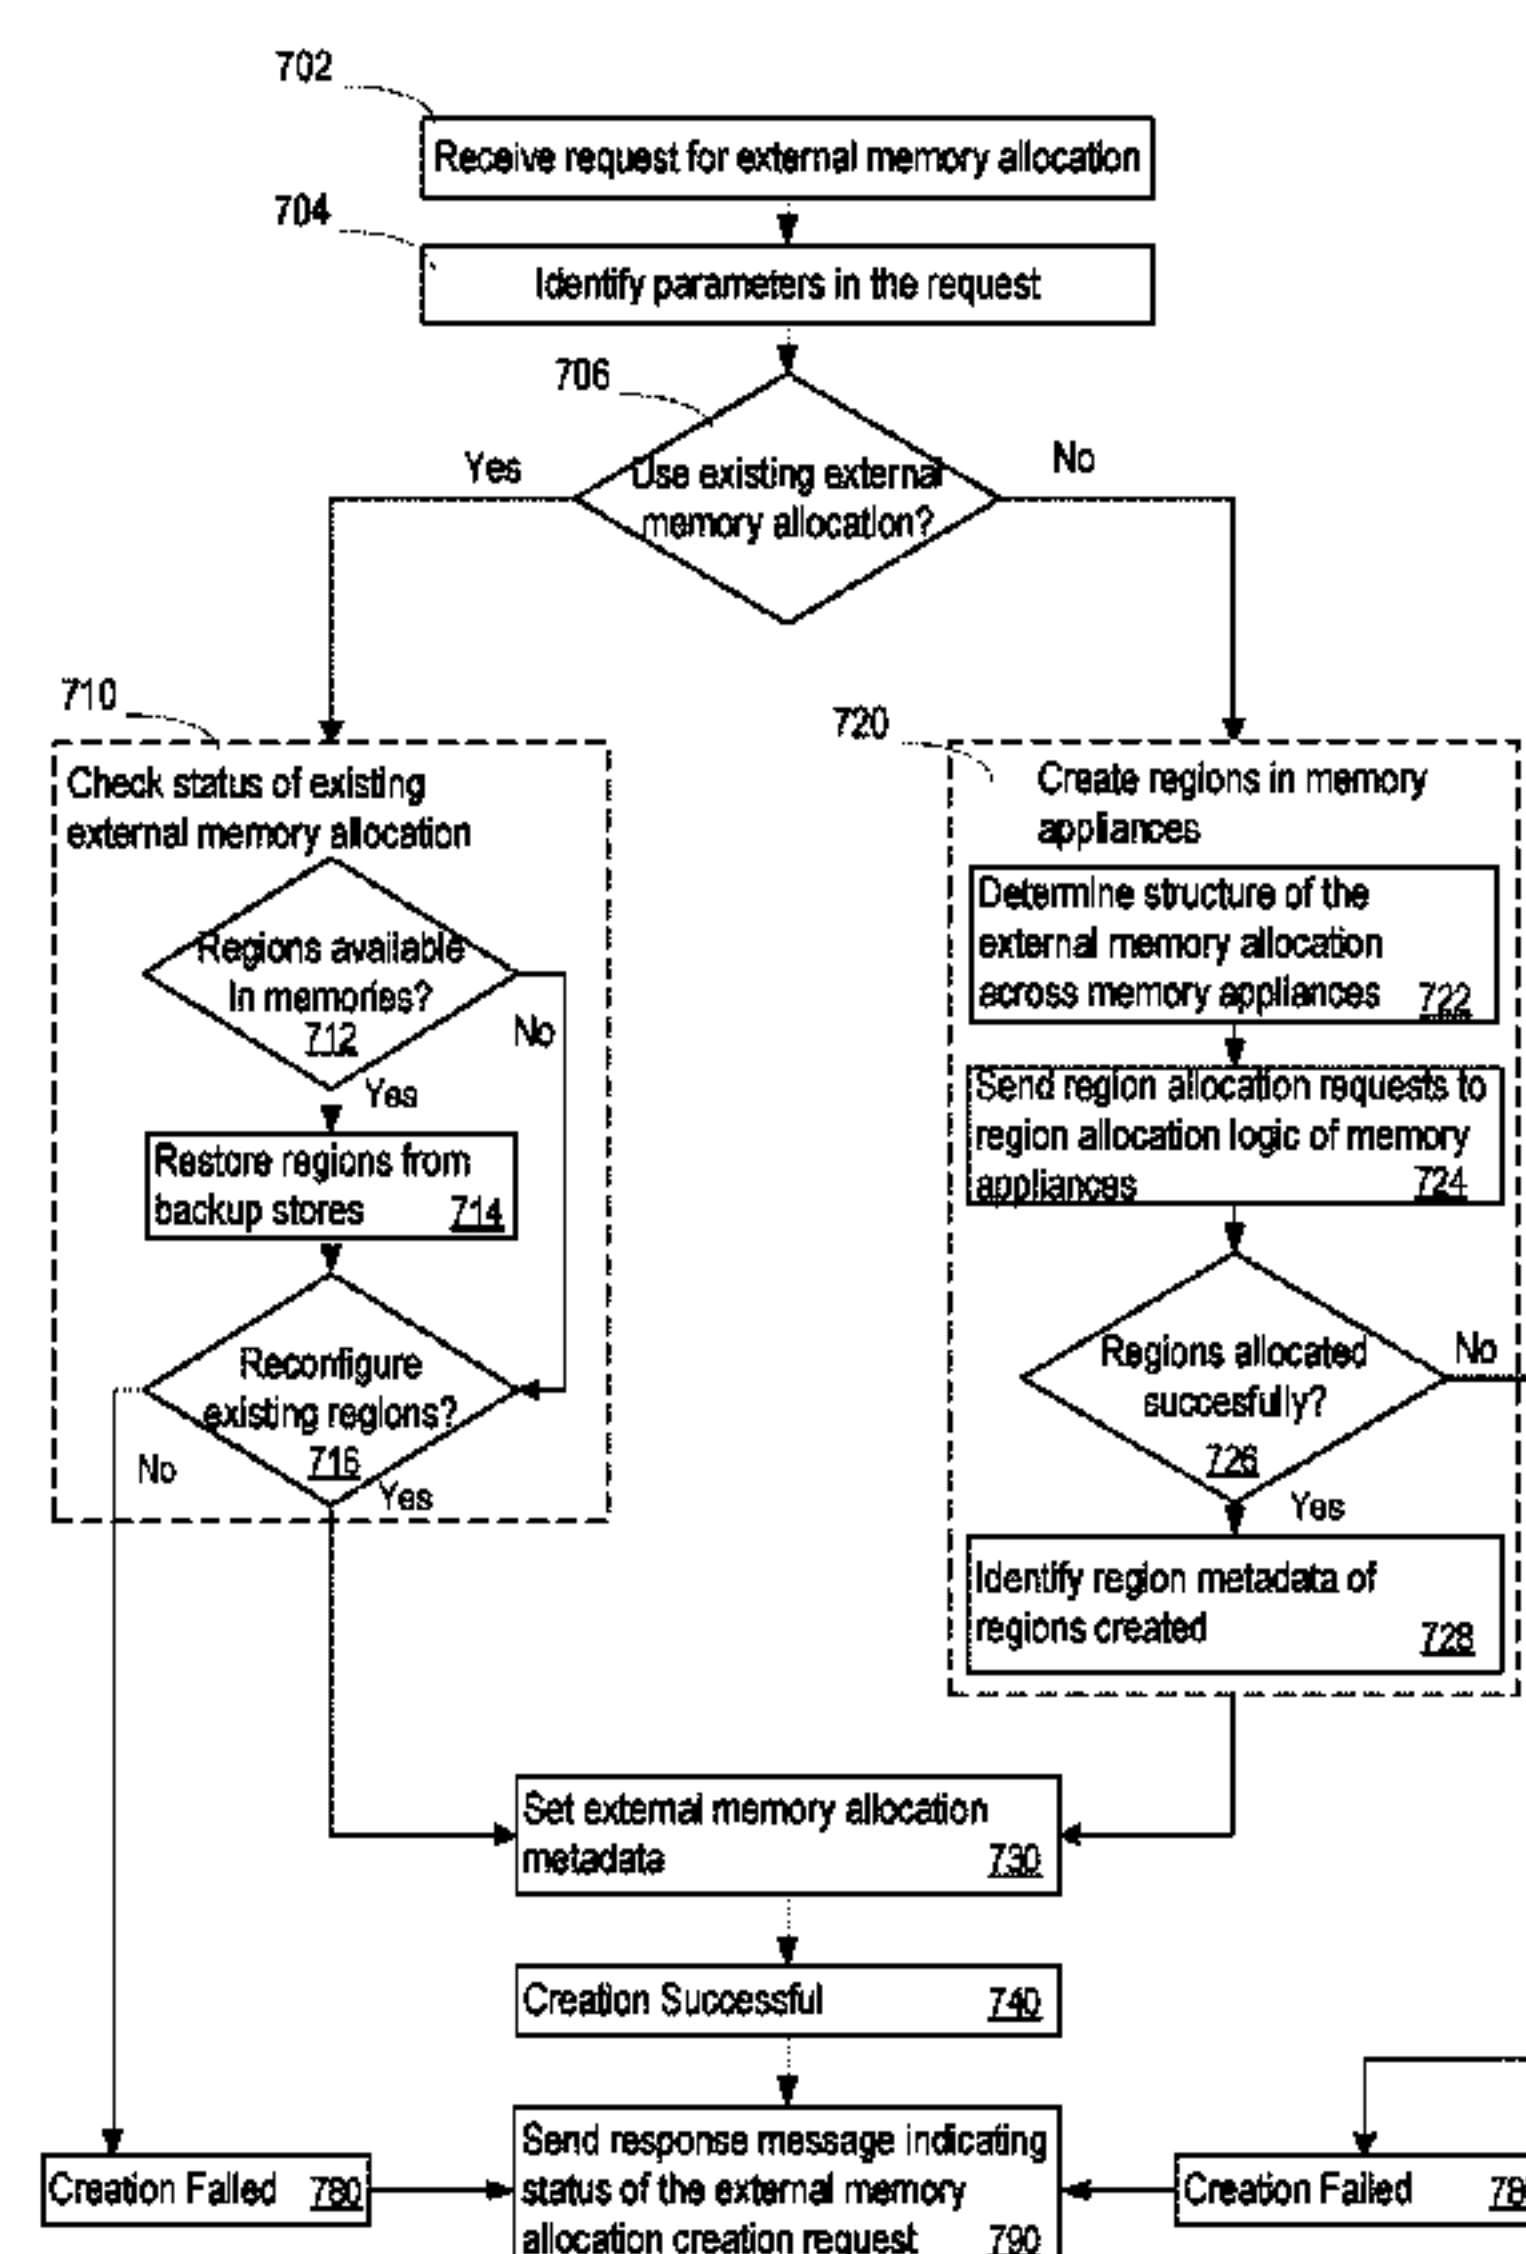 702
Receive request for external memory allocation
704
Identify parameters in the request
706
Yes
No
Use existing external
memory allocation?
710
720
Check status of existing
external memory allocation
Regions available
In memories?
712
No
Yes
Restore regions from
backup stores 714
Reconfigure
existing regions?
716
No
Yes
Create regions in memory
appliances
Determine structure of the
external memory allocation
across memory appliances 722
Send region allocation requests to
region allocation logic of memory
appliances 724
Regions allocated
succesfully?
726
No
Yes
Identify region metadata of
regions created 728
Set external memory allocation
metadata 730
Creation Successful 740
Creation Failed 780
Send response message indicating
status of the external memory
allocation creation request 790
Creation Failed